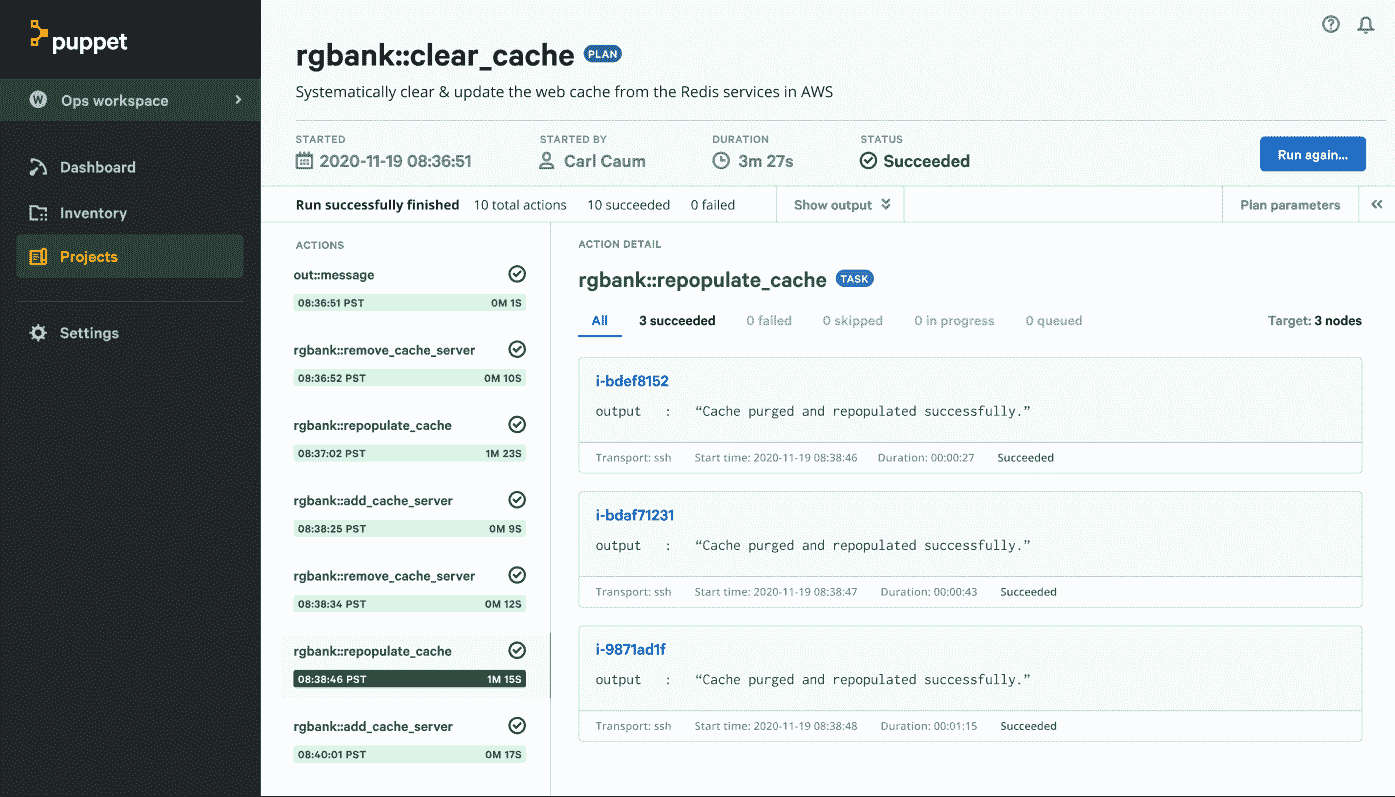 puppet
W Ops workspace
Dashboard
Inventory
Projects
Settings
rgbank::clear_cache PLAN
Systematically clear & update the web cache from the Redis services in AWS
STARTED STARTED BY DURATION STATUS
2020-11-19 08:36:51 Carl Caum 3m 27s Succeeded
Run again...
Run successfully finished 10 total actions 10 succeeded 0 failed Show output Plan parameters
ACTIONS
out::message
08:36:51 PST 0M 1S
rgbank::remove_cache_server
08:36:52 PST 0M 10S
rgbank::repopulate_cache
08:37:02 PST 1M 23S
rgbank::add_cache_server
08:38:25 PST 0M 9S
rgbank::remove_cache_server
08:38:34 PST 0M 12S
rgbank::repopulate_cache
08:38:46 PST 1M 15S
rgbank::add_cache_server
08:40:01 PST 0M 17S
ACTION DETAIL
rgbank::repopulate_cache TASK
All 3 succeeded 0 failed 0 skipped 0 in progress 0 queued Target: 3 nodes
i-bdef8152
output : “Cache purged and repopulated successfully.”
Transport: ssh Start time: 2020-11-19 08:38:46 Duration: 00:00:27 Succeeded
i-bdaf71231
output : “Cache purged and repopulated successfully.”
Transport: ssh Start time: 2020-11-19 08:38:47 Duration: 00:00:43 Succeeded
i-9871ad1f
output : “Cache purged and repopulated successfully.”
Transport: ssh Start time: 2020-11-19 08:38:48 Duration: 00:01:15 Succeeded